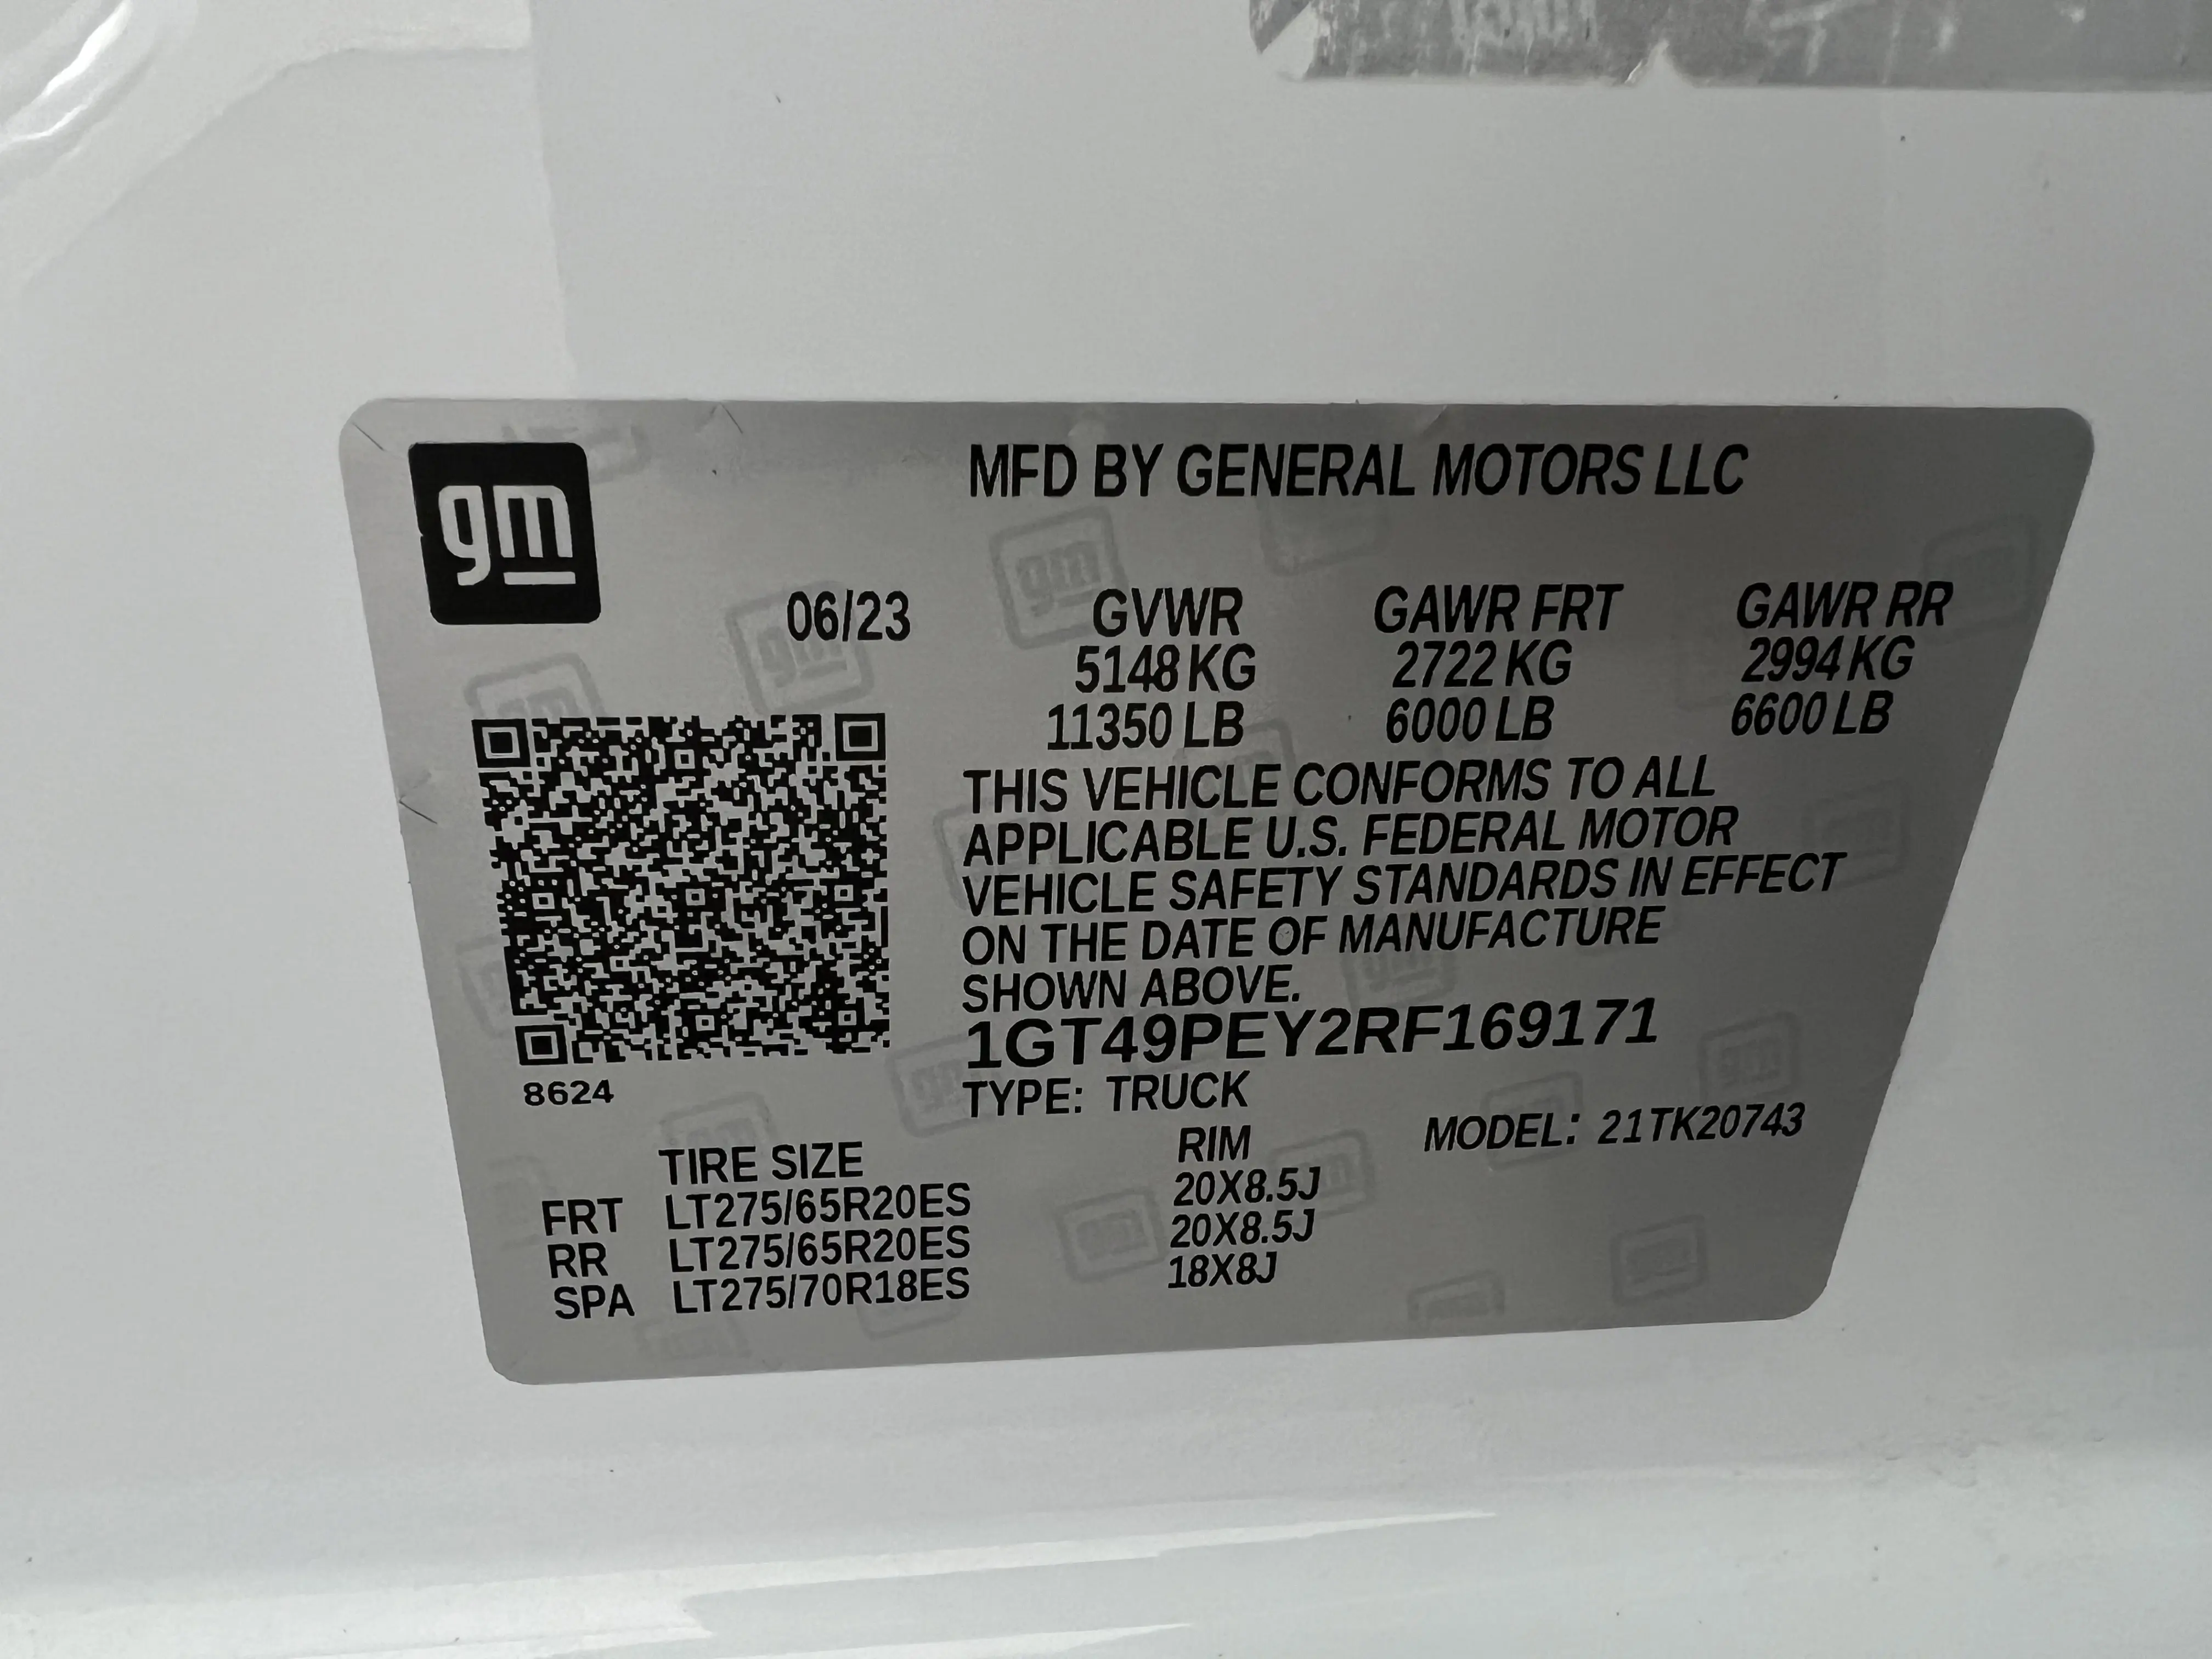 gm
MFD BY GENERAL MOTORS LLC
06/23 GVWR GAWR FRT GAWR RR
5148 KG 2722 KG 2994 KG
11350 LB 6000 LB 6600 LB
THIS VEHICLE CONFORMS TO ALL
APPLICABLE U.S. FEDERAL MOTOR
VEHICLE SAFETY STANDARDS IN EFFECT
ON THE DATE OF MANUFACTURE
SHOWN ABOVE.
1GT49PEY2RF169171
8624
TYPE: TRUCK
MODEL: 21TK20743
TIRE SIZE RIM
FRT LT275/65R20ES 20X8.5J
RR LT275/65R20ES 20X8.5J
SPA LT275/70R18ES 18X8J